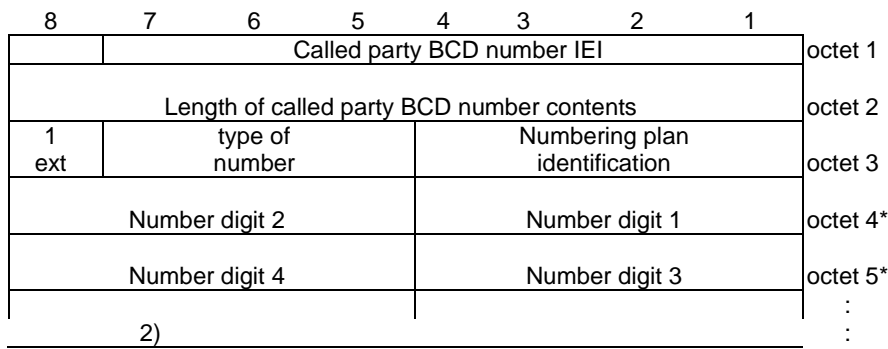 8 7 6 5 4 3 2 1
Called party BCD number IEI octet 1
Length of called party BCD number contents octet 2
1 type of Numbering plan
ext number identification octet 3
Number digit 2 Number digit 1 octet 4*
Number digit 4 Number digit 3 octet 5*
:
2) :